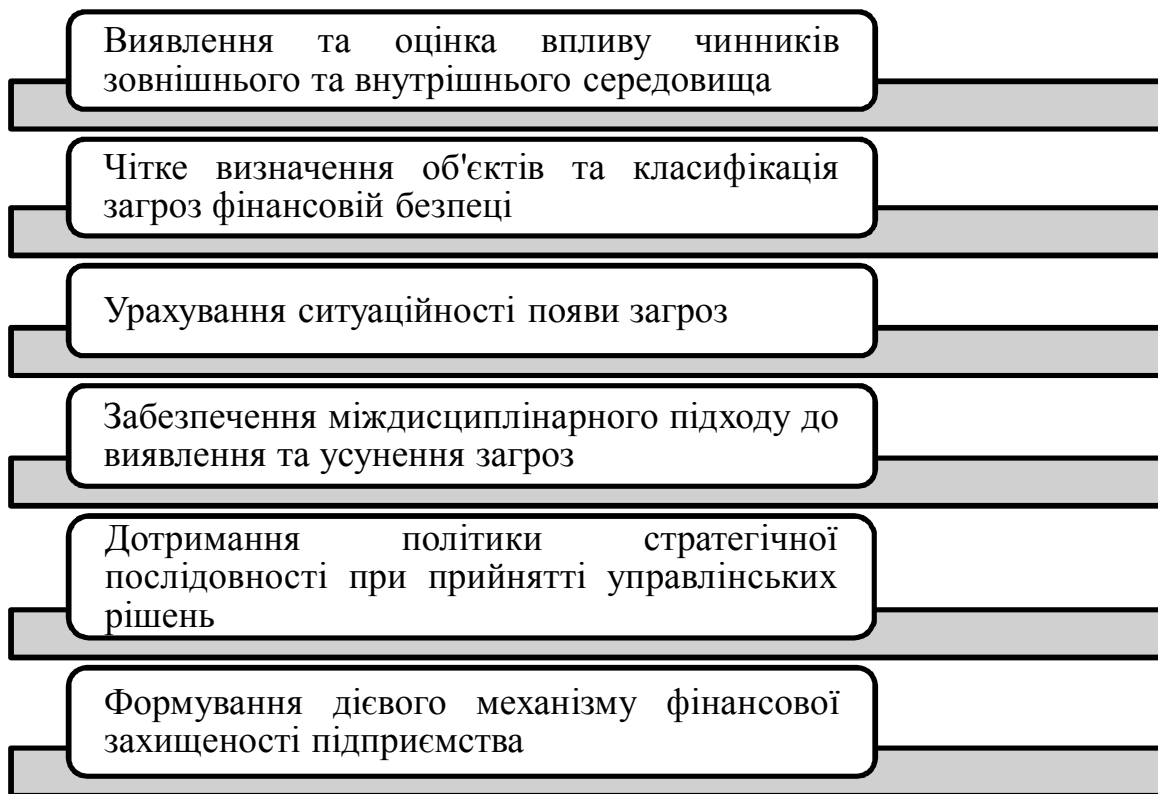 Виявлення та оцінка впливу чинників
зовнішнього та внутрішнього середовища
Чітке визначення об'єктів та класифікація
загроз фінансовій безпеці
Урахування ситуаційності появи загроз
Забезпечення міждисциплінарного підходу до
виявлення та усунення загроз
Дотримання політики стратегічної
послідовності при прийнятті управлінських
рішень
Формування дієвого механізму фінансової
захищеності підприємства